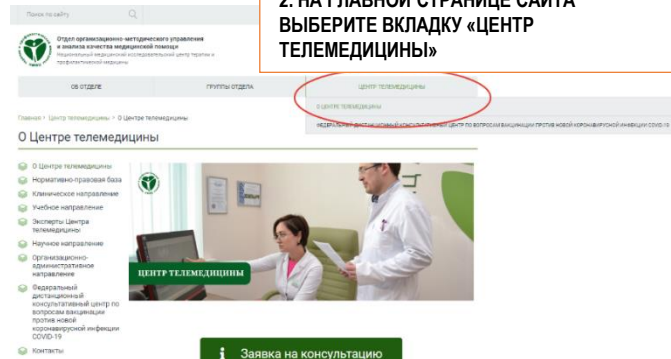 2. НА ГЛАВНОЙ СТРАНИЦЕ САЙТА
ВЫБЕРИТЕ ВКЛАДКУ «ЦЕНТР
ТЕЛЕМЕДИЦИНЫ»
Поиск по сайту
Отдел организационно-методического управления
и анализа качества медицинской помощи
Национальный медицинский исследовательский центр терапии и
профилактической медицины
ОБ ОТДЕЛЕ
ГРУППЫ ОТДЕЛА
ЦЕНТР ТЕЛЕМЕДИЦИНЫ
О ЦЕНТРЕ ТЕЛЕМЕДИЦИНЫ
ФЕДЕРАЛЬНЫЙ ДИСТАНЦИОННЫЙ КОНСУЛЬТАТИВНЫЙ ЦЕНТР ПО ВОПРОСАМ ВАКЦИНАЦИИ ПРОТИВ НОВОЙ КОРОНАВИРУСНОЙ ИНФЕКЦИИ COVID-19
Главная › Центр телемедицины › О Центре телемедицины
О Центре телемедицины
О Центре телемедицины
Нормативно-правовая база
Клиническое направление
Учебное направление
Эксперты Центра
телемедицины
Научное направление
Организационно-
административное
направление
Федеральный
дистанционный
консультативный центр по
вопросам вакцинации
против новой
коронавирусной инфекции
COVID-19
Контакты
ЦЕНТР ТЕЛЕМЕДИЦИНЫ
Заявка на консультацию